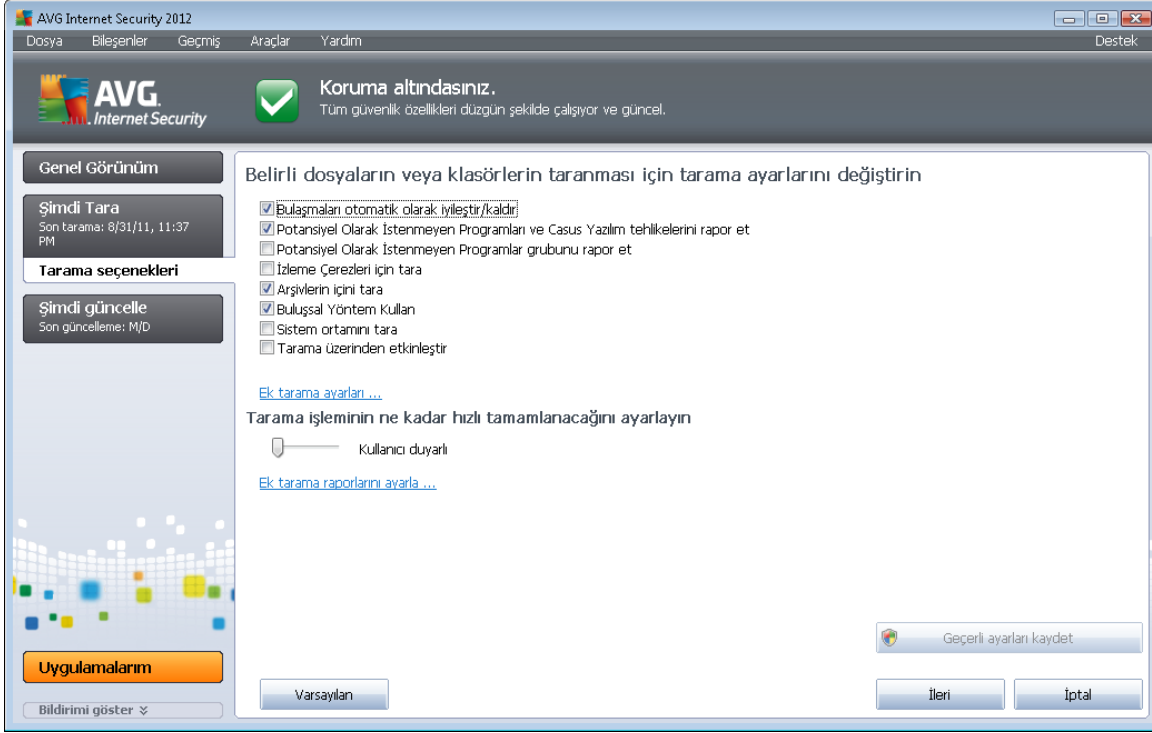 AVG Internet Security 2012
Dosya Bileşenler Geçmiş Araçlar Yardım Destek
AVG.
Internet Security
Koruma altındasınız.
Tüm güvenlik özellikleri düzgün şekilde çalışıyor ve güncel.
Genel Görünüm
Şimdi Tara
Son tarama: 8/31/11, 11:37
PM
Tarama seçenekleri
Şimdi güncelle
Son güncelleme: M/D
Uygulamalarım
Bildirimi göster
Belirli dosyaların veya klasörlerin taranması için tarama ayarlarını değiştirin
Bulaşmaları otomatik olarak iyileştir/kaldır
Potansiyel Olarak İstenmeyen Programları ve Casus Yazılım tehlikelerini rapor et
Potansiyel Olarak İstenmeyen Programlar grubunu rapor et
İzleme Çerezleri için tara
Arşivlerin içini tara
Buluşsal Yöntem Kullan
Sistem ortamını tara
Tarama üzerinden etkinleştir
Ek tarama ayarları ...
Tarama işleminin ne kadar hızlı tamamlanacağını ayarlayın
Kullanıcı duyarlı
Ek tarama raporlarını ayarla ...
Geçerli ayarları kaydet
Varsayılan
İleri
İptal